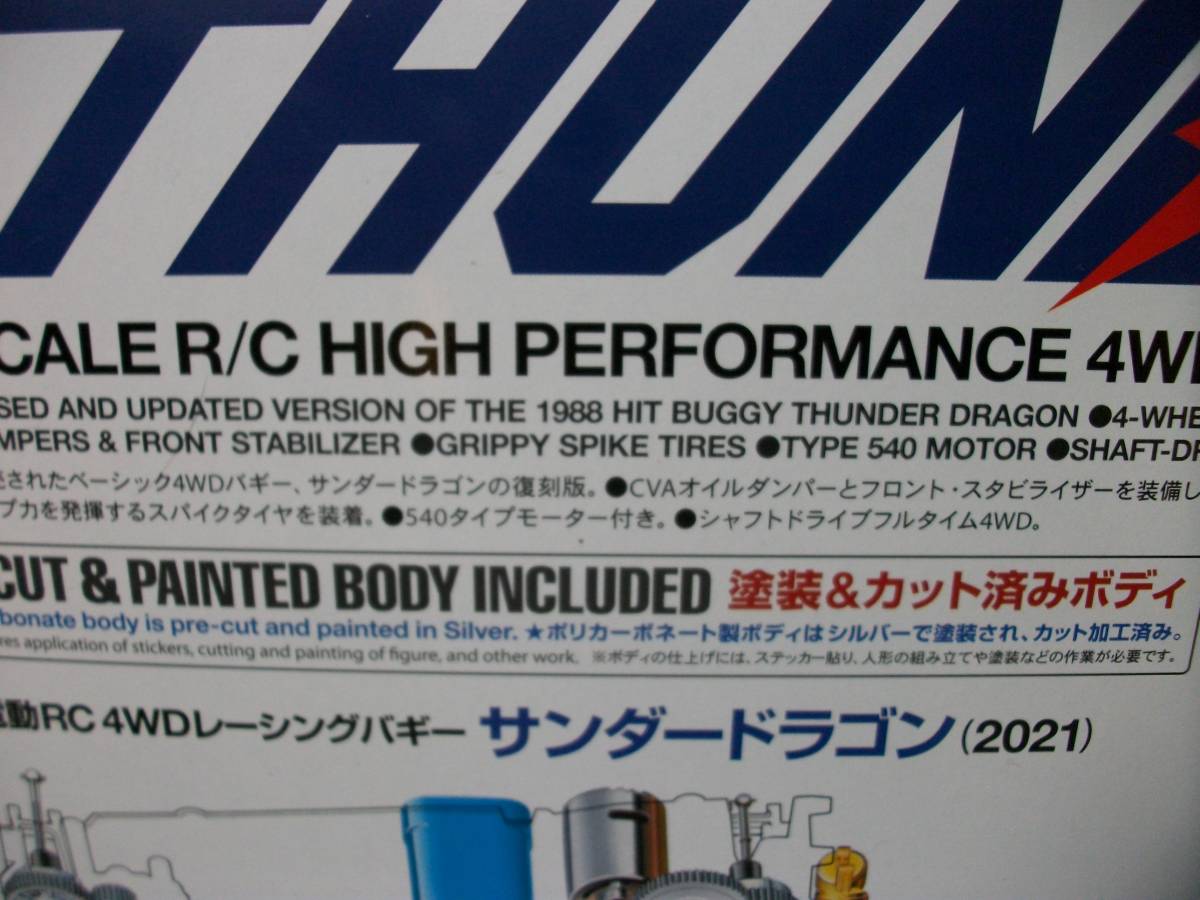 THUN
CALE R/C HIGH PERFORMANCE 4W
SED AND UPDATED VERSION OF THE 1988 HIT BUGGY THUNDER DRAGON ●4-WHE
MPERS & FRONT STABILIZER ●GRIPPY SPIKE TIRES ●TYPE 540 MOTOR ●SHAFT-DR
売されたベーシック4WDバギー、サンダードラゴンの復刻版。●CVAオイルダンパーとフロント・スタビライザーを装備し
プ力を発揮するスパイクタイヤを装着。●540タイプモーター付き。●シャフトドライブフルタイム4WD。
CUT & PAINTED BODY INCLUDED 塗装&カット済みボディ
bonate body is pre-cut and painted in Silver. ★ポリカーボネート製ボディはシルバーで塗装され、カット加工済み。
res application of stickers, cutting and painting of figure, and other work. ※ボディの仕上げには、ステッカー貼り、人形の組み立てや塗装などの作業が必要です。
電動RC 4WDレーシングバギー サンダードラゴン(2021)